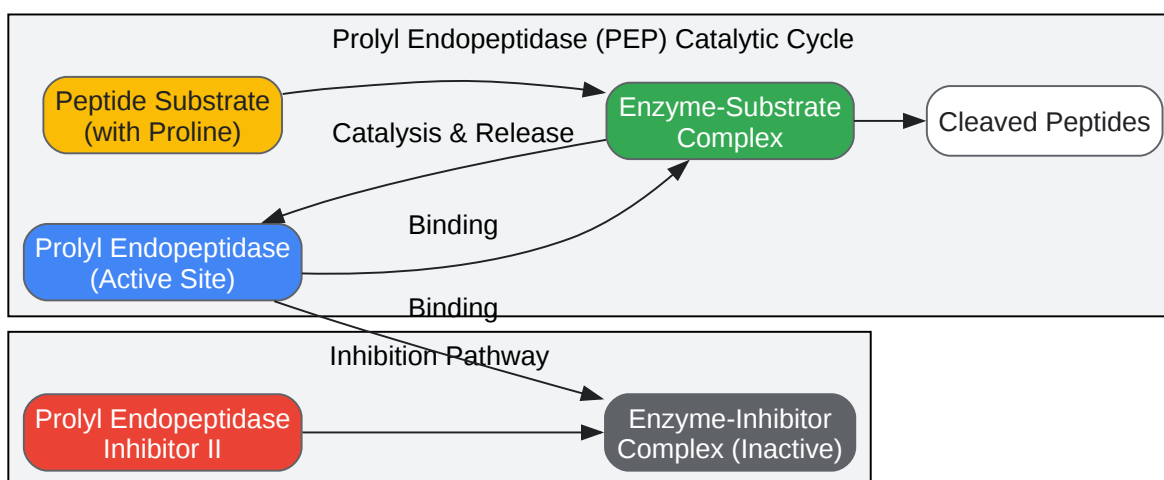 Prolyl Endopeptidase (PEP) Catalytic Cycle
Peptide Substrate
(with Proline)
Enzyme-Substrate
Complex
Cleaved Peptides
Catalysis & Release
Binding
Prolyl Endopeptidase
(Active Site)
Binding
Inhibition Pathway
Prolyl Endopeptidase
Inhibitor II
Enzyme-Inhibitor
Complex (Inactive)